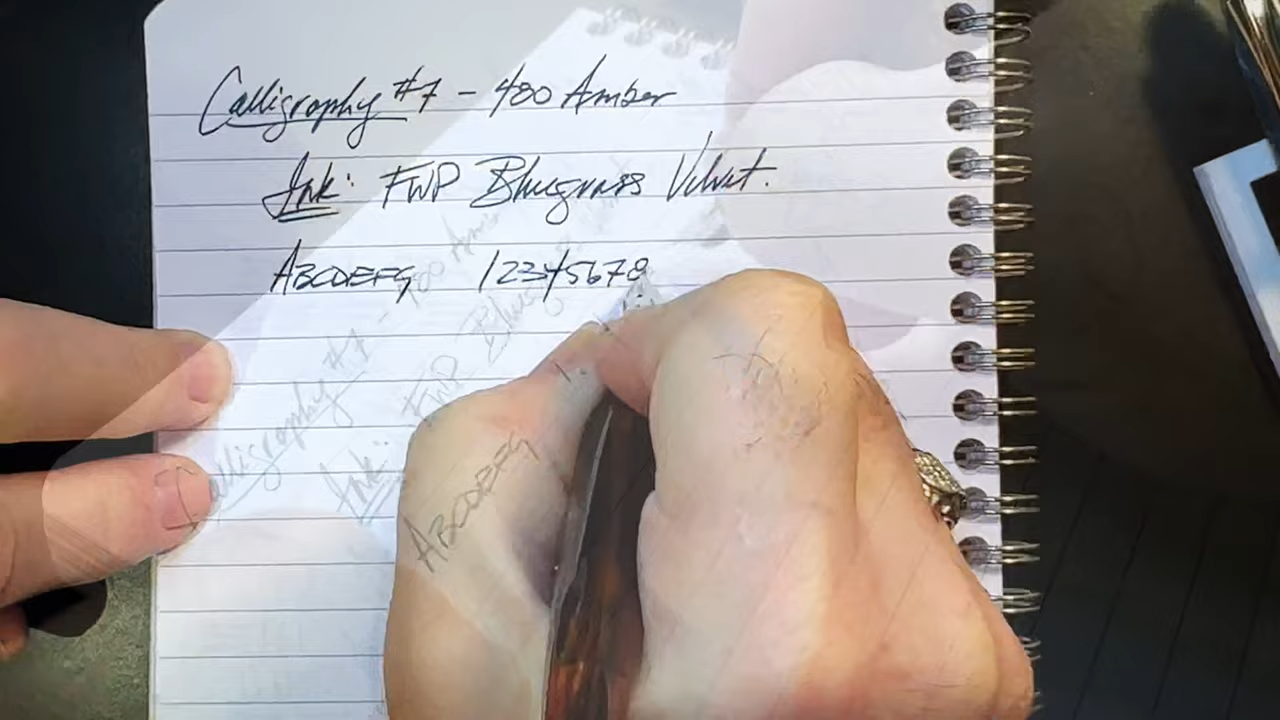 Calligraphy #7 - 480 Amber
Ink: FWP Bluegrass Velvet.
ABCDEFG 12345678